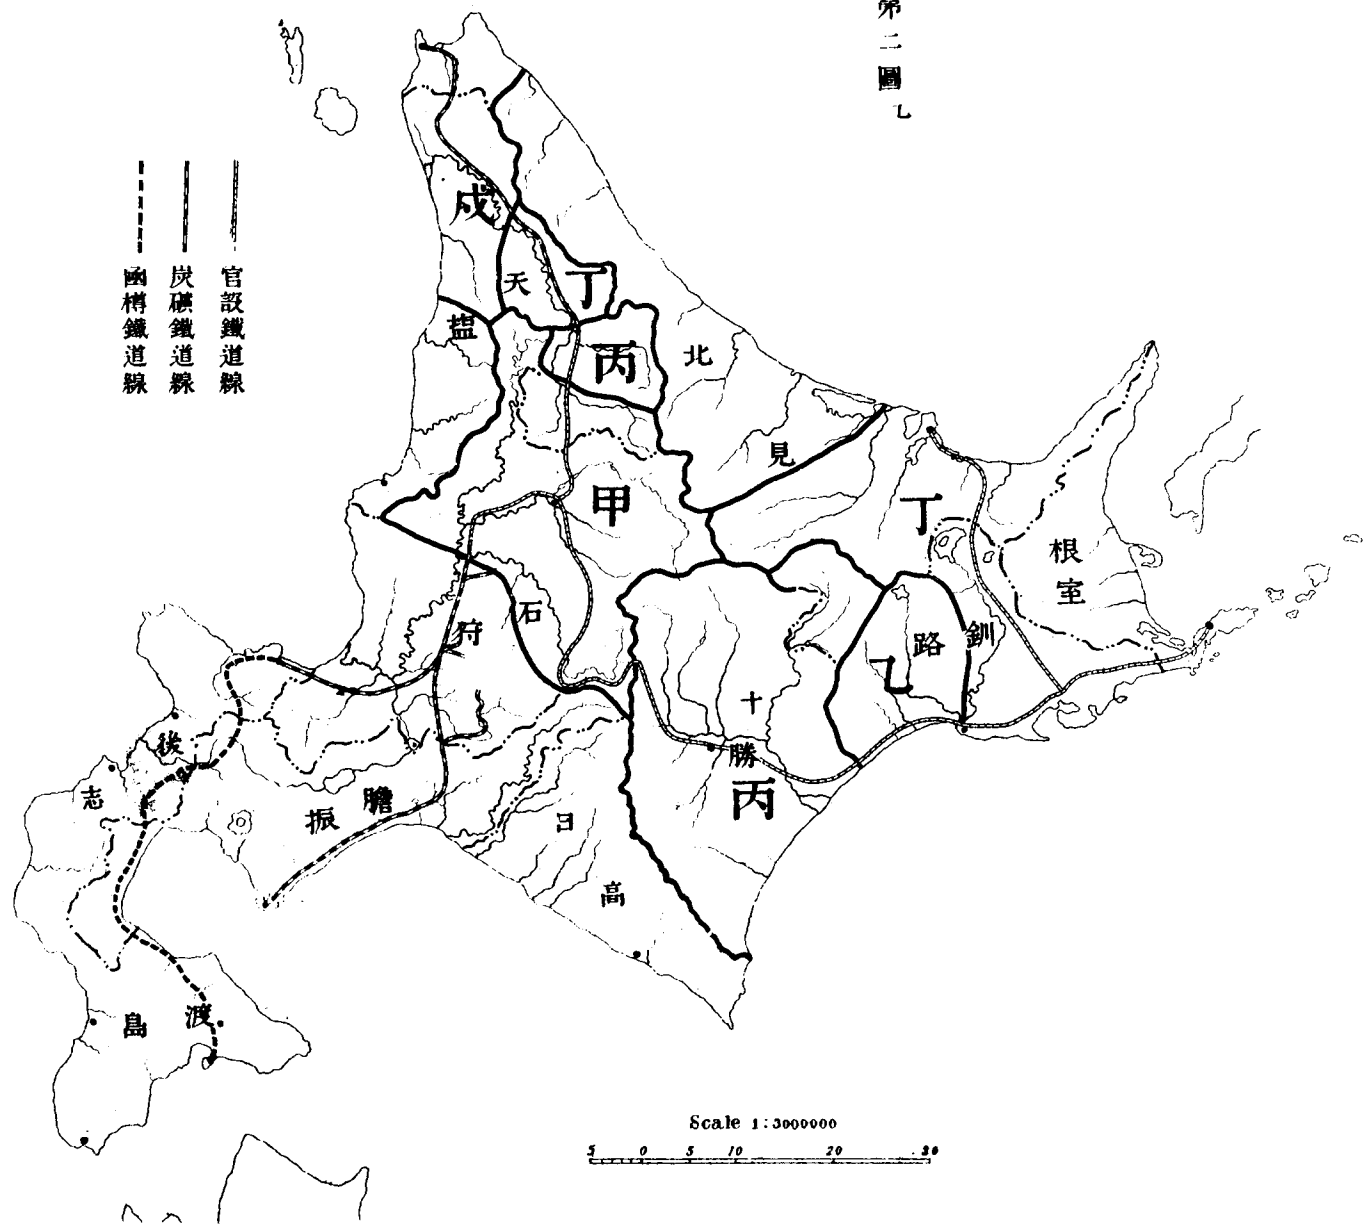 第二圖乙
官設鐵道線
炭礦鐵道線
函樽鐵道線
戍
天
丁
塩
丙
北
見
甲
丁
根室
石
狩
路
釧
乙
十
勝
丙
後
志
膽
振
日
高
渡
島
Scale 1:3000000
5 0 5 10 20 30